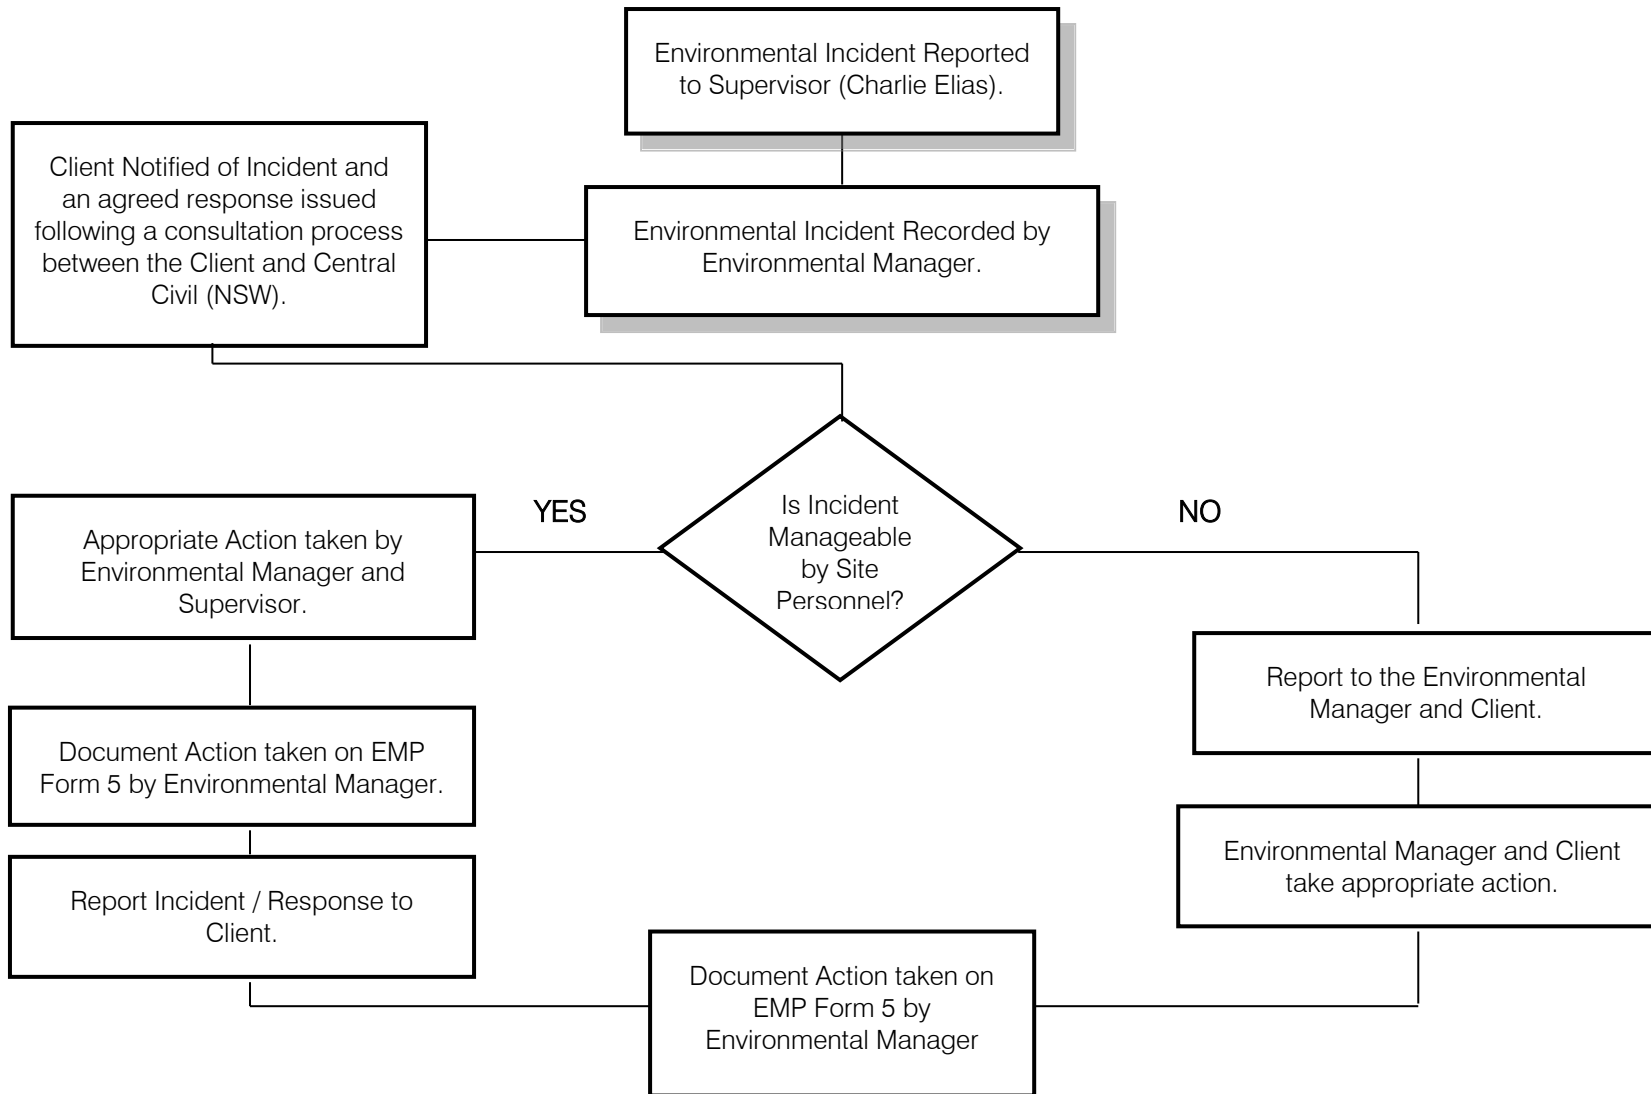 Environmental Incident Reported
to Supervisor (Charlie Elias).
Client Notified of Incident and
an agreed response issued
following a consultation process
between the Client and Central
Civil (NSW).
Environmental Incident Recorded by
Environmental Manager.
Is Incident
Manageable
by Site
Personnel?
YES
NO
Appropriate Action taken by
Environmental Manager and
Supervisor.
Document Action taken on EMP
Form 5 by Environmental Manager.
Report Incident / Response to
Client.
Report to the Environmental
Manager and Client.
Environmental Manager and Client
take appropriate action.
Document Action taken on
EMP Form 5 by
Environmental Manager